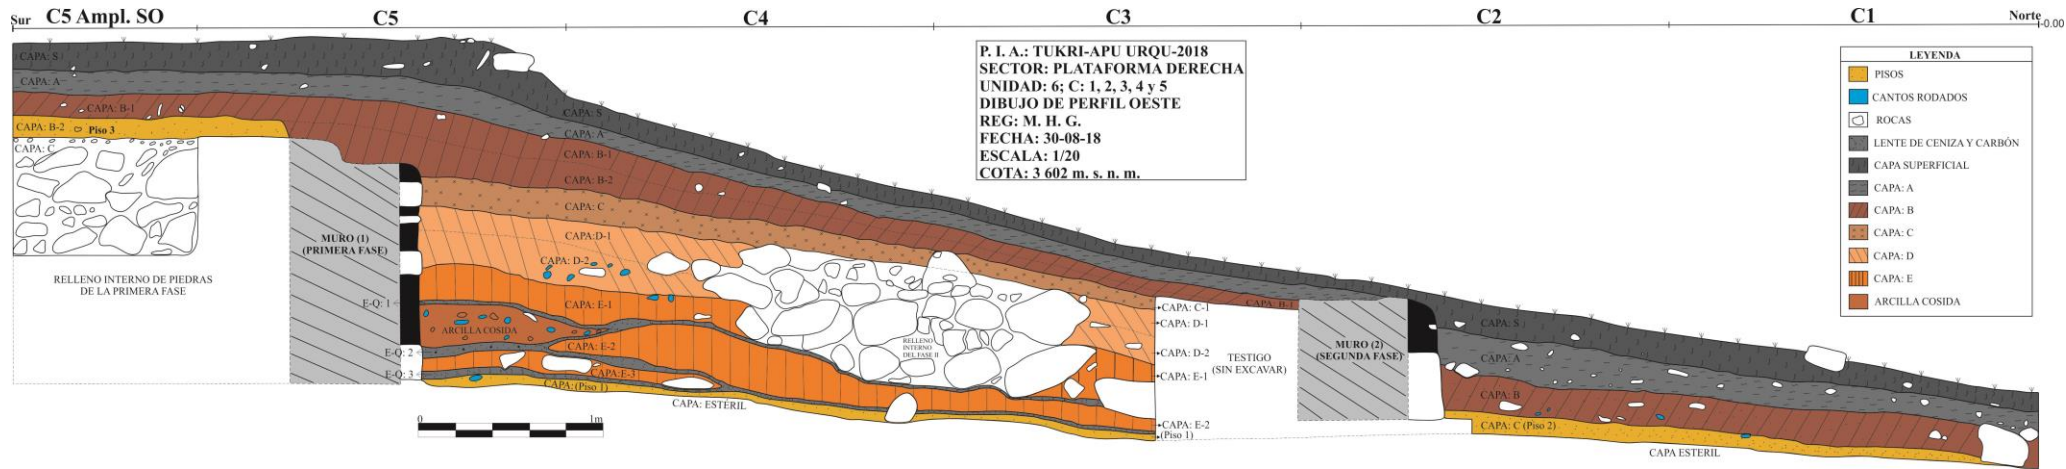 Sur C5 Ampl. SO C5 C4 C3 C2 C1 Norte -0.00
P. I. A.: TUKRI-APU URQU-2018
SECTOR: PLATAFORMA DERECHA
UNIDAD: 6; C: 1, 2, 3, 4 y 5
DIBUJO DE PERFIL OESTE
REG: M. H. G.
FECHA: 30-08-18
ESCALA: 1/20
COTA: 3 602 m. s. n. m.
LEYENDA
PISOS
CANTOS RODADOS
ROCAS
LENTE DE CENIZA Y CARBÓN
CAPA SUPERFICIAL
CAPA: A
CAPA: B
CAPA: C
CAPA: D
CAPA: E
ARCILLA COSIDA
CAPA: S
CAPA: A
CAPA: B-1
CAPA: B-2 Piso 3
CAPA: C
RELLENO INTERNO DE PIEDRAS
DE LA PRIMERA FASE
MURO (1)
(PRIMERA FASE)
E-Q: 1
E-Q: 2
E-Q: 3
CAPA: S
CAPA: A
CAPA: B-1
CAPA: B-2
CAPA: C
CAPA:D-1
CAPA: D-2
CAPA: E-1
ARCILLA COSIDA
CAPA: E-2
CAPA:E-3
CAPA:(Piso 1)
CAPA: ESTÉRIL
0 1m
RELLENO
INTERNO
DEL FASE II
CAPA: B-1
CAPA: C-1
CAPA: D-1
CAPA: D-2
CAPA: E-1
CAPA: E-2
(Piso 1)
TESTIGO
(SIN EXCAVAR)
MURO (2)
(SEGUNDA FASE)
CAPA: S
CAPA: A
CAPA: B
CAPA: C (Piso 2)
CAPA ESTERIL